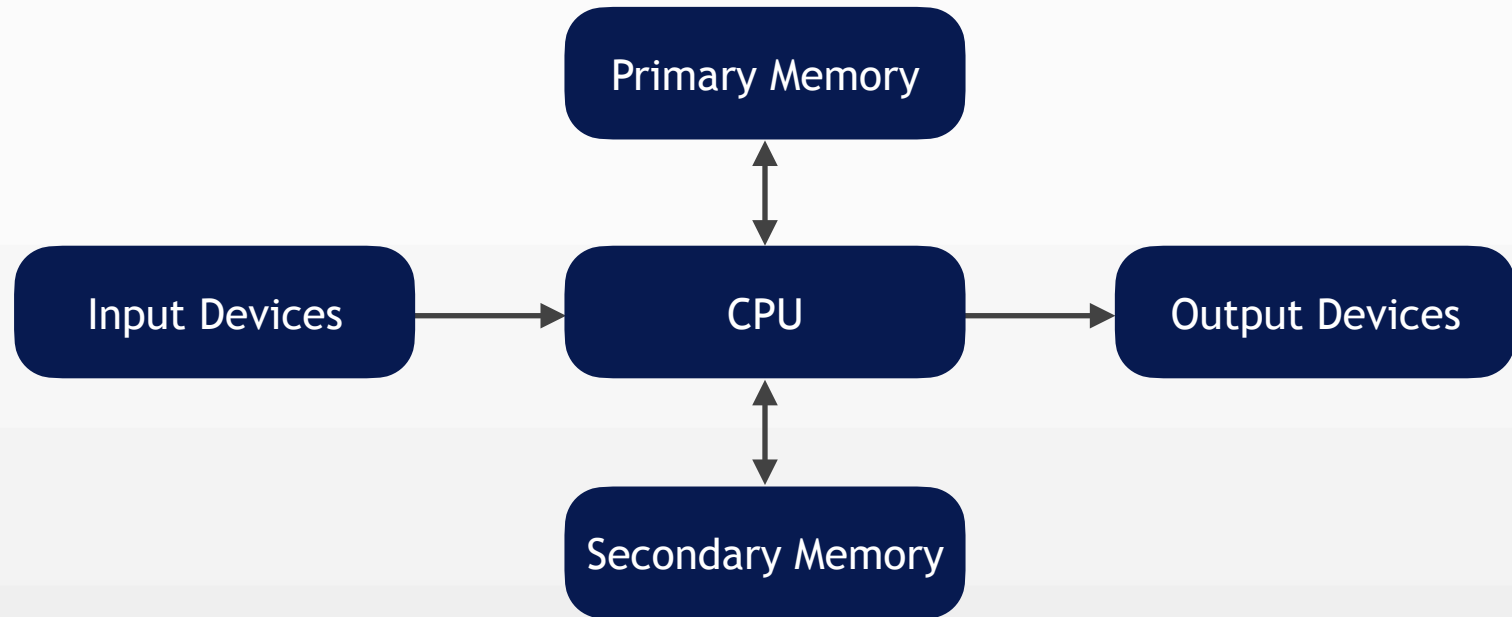 Primary Memory
Input Devices
CPU
Output Devices
Secondary Memory